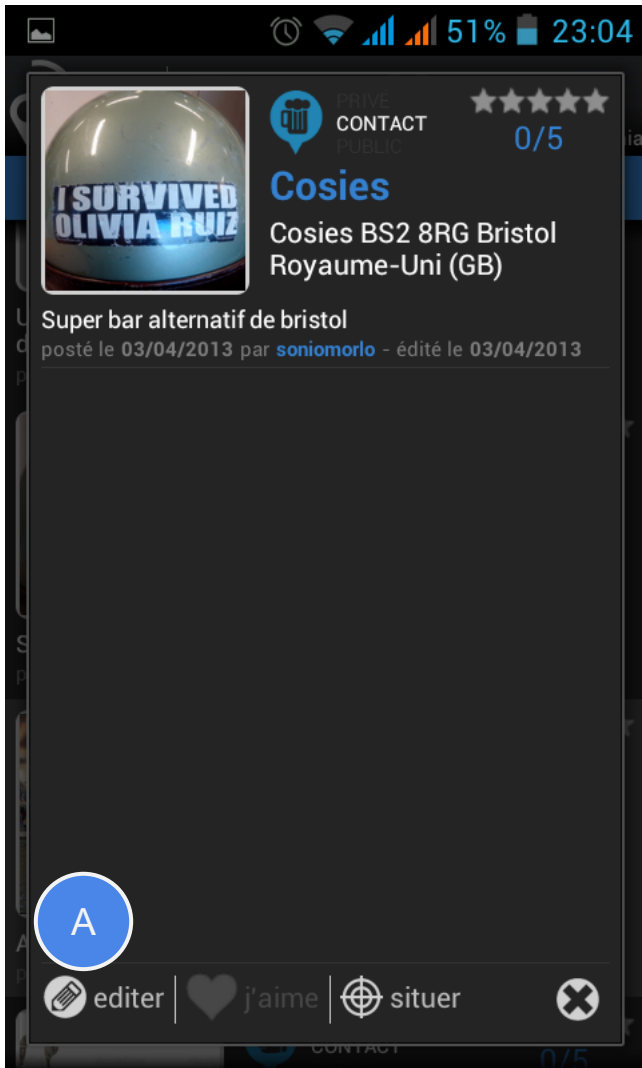 51% 23:04
PRIVÉ
CONTACT
PUBLIC
0/5
I SURVIVED
OLIVIA RUIZ
Cosies
Cosies BS2 8RG Bristol
Royaume-Uni (GB)
Super bar alternatif de bristol
posté le 03/04/2013 par soniomorlo - édité le 03/04/2013
A
editer j'aime situer
CONTACT
0/5